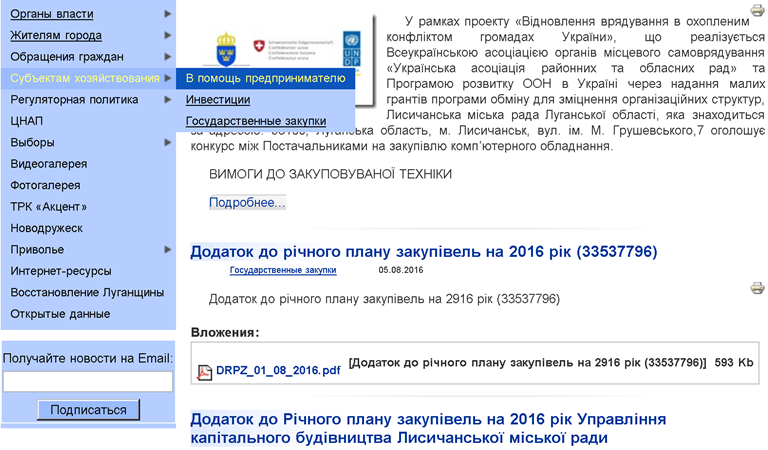 Органы власти
Жителям города
Обращения граждан
Субъектам хозяйствования
Регуляторная политика
ЦНАП
Выборы
Видеогалерея
Фотогалерея
ТРК «Акцент»
Новодружеск
Приволье
Интернет-ресурсы
Восстановление Луганщины
Открытые данные
В помощь предпринимателю
Инвестиции
Государственные закупки
Получайте новости на Email:
Подписаться
У рамках проекту «Відновлення врядування в охопленим
конфліктом громадах України», що реалізується
Всеукраїнською асоціацією органів місцевого самоврядування
«Українська асоціація районних та обласних рад» та
Програмою розвитку ООН в Україні через надання малих
грантів програми обміну для зміцнення організаційних структур,
Лисичанська міська рада Луганської області, яка знаходиться
Луганська область, м. Лисичанськ, вул. ім. М. Грушевського,7 оголошує
конкурс між Постачальниками на закупівлю комп'ютерного обладнання.
ВИМОГИ ДО ЗАКУПОВУВАНОЇ ТЕХНІКИ
Подробнее...
Додаток до річного плану закупівель на 2016 рік (33537796)
Государственные закупки 05.08.2016
Додаток до річного плану закупівель на 2916 рік (33537796)
Вложения:
DRPZ_01_08_2016.pdf [Додаток до річного плану закупівель на 2916 рік (33537796)] 593 Kb
Додаток до Річного плану закупівель на 2016 рік Управління
капітального будівництва Лисичанської міської ради